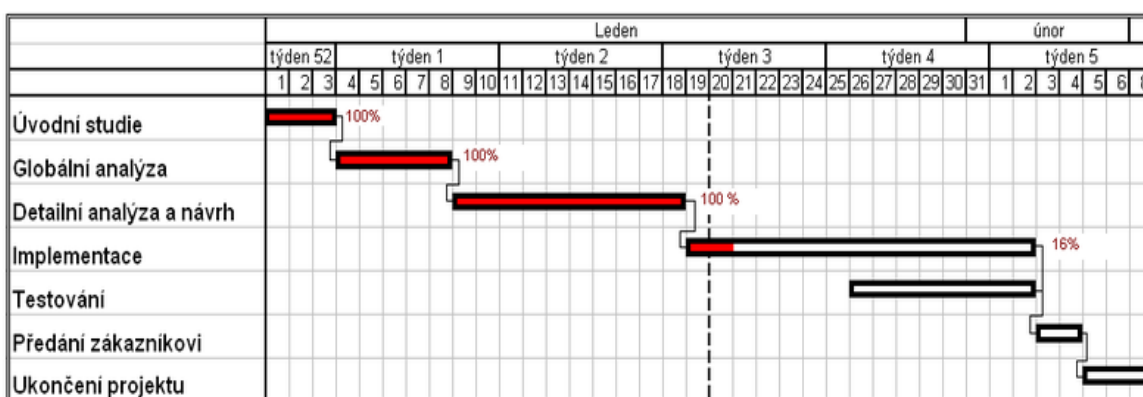 Leden únor
týden 52 týden 1 týden 2 týden 3 týden 4 týden 5
1 2 3 4 5 6 7 8 9 10 11 12 13 14 15 16 17 18 19 20 21 22 23 24 25 26 27 28 29 30 31 1 2 3 4 5 6
Úvodní studie 100%
Globální analýza 100%
Detailní analýza a návrh 100 %
Implementace 16%
Testování
Předání zákazníkovi
Ukončení projektu